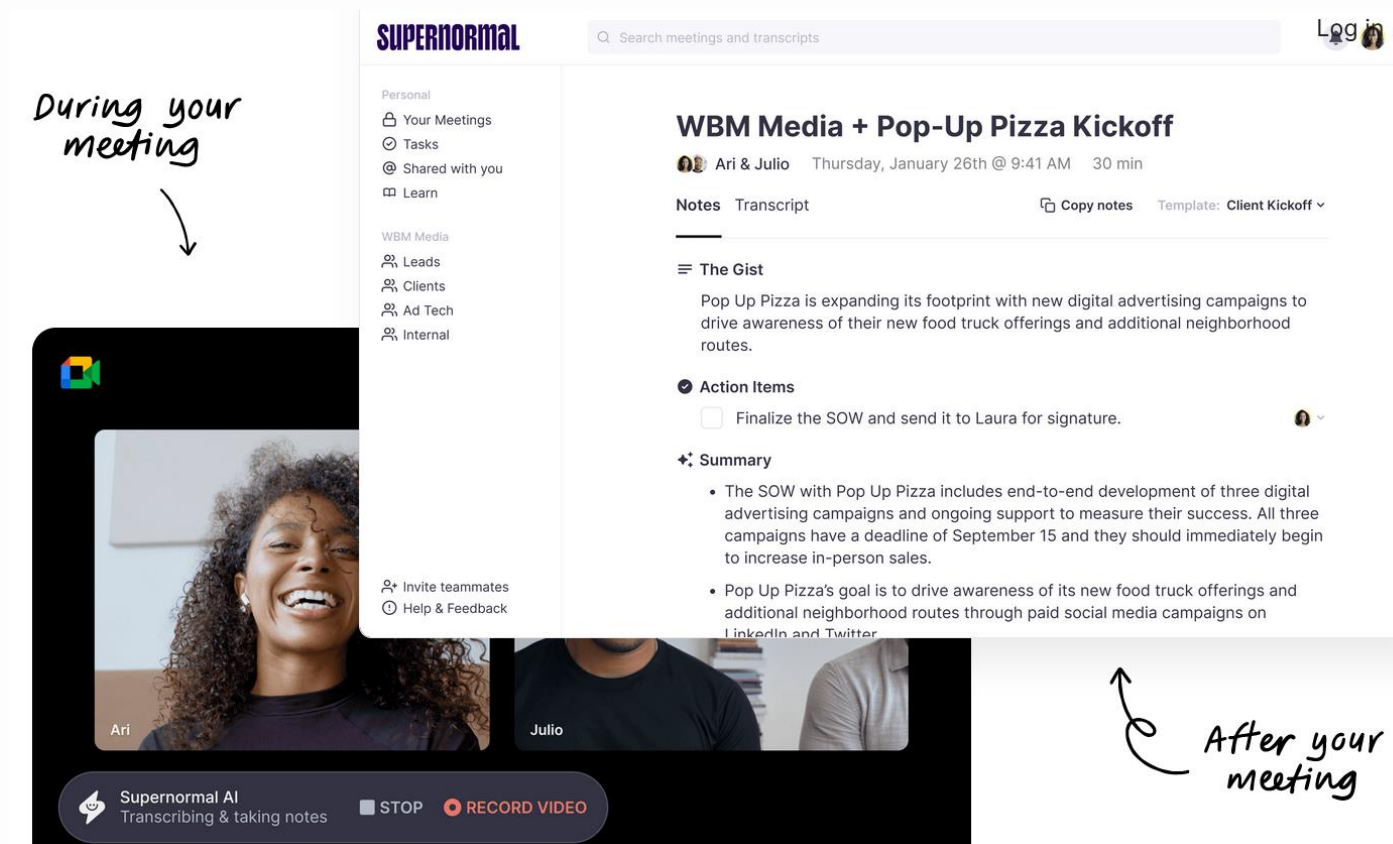 During your
meeting
SUPERNORMAL
Search meetings and transcripts
Log in
Personal
Your Meetings
Tasks
Shared with you
Learn
WBM Media
Leads
Clients
Ad Tech
Internal
Invite teammates
Help & Feedback
WBM Media + Pop-Up Pizza Kickoff
Ari & Julio Thursday, January 26th @ 9:41 AM 30 min
Notes Transcript Copy notes Template: Client Kickoff
The Gist
Pop Up Pizza is expanding its footprint with new digital advertising campaigns to
drive awareness of their new food truck offerings and additional neighborhood
routes.
Action Items
Finalize the SOW and send it to Laura for signature.
Summary
• The SOW with Pop Up Pizza includes end-to-end development of three digital
advertising campaigns and ongoing support to measure their success. All three
campaigns have a deadline of September 15 and they should immediately begin
to increase in-person sales.
• Pop Up Pizza’s goal is to drive awareness of its new food truck offerings and
additional neighborhood routes through paid social media campaigns on
LinkedIn and Twitter
Ari
Julio
Supernormal AI
Transcribing & taking notes
STOP
RECORD VIDEO
After your
meeting